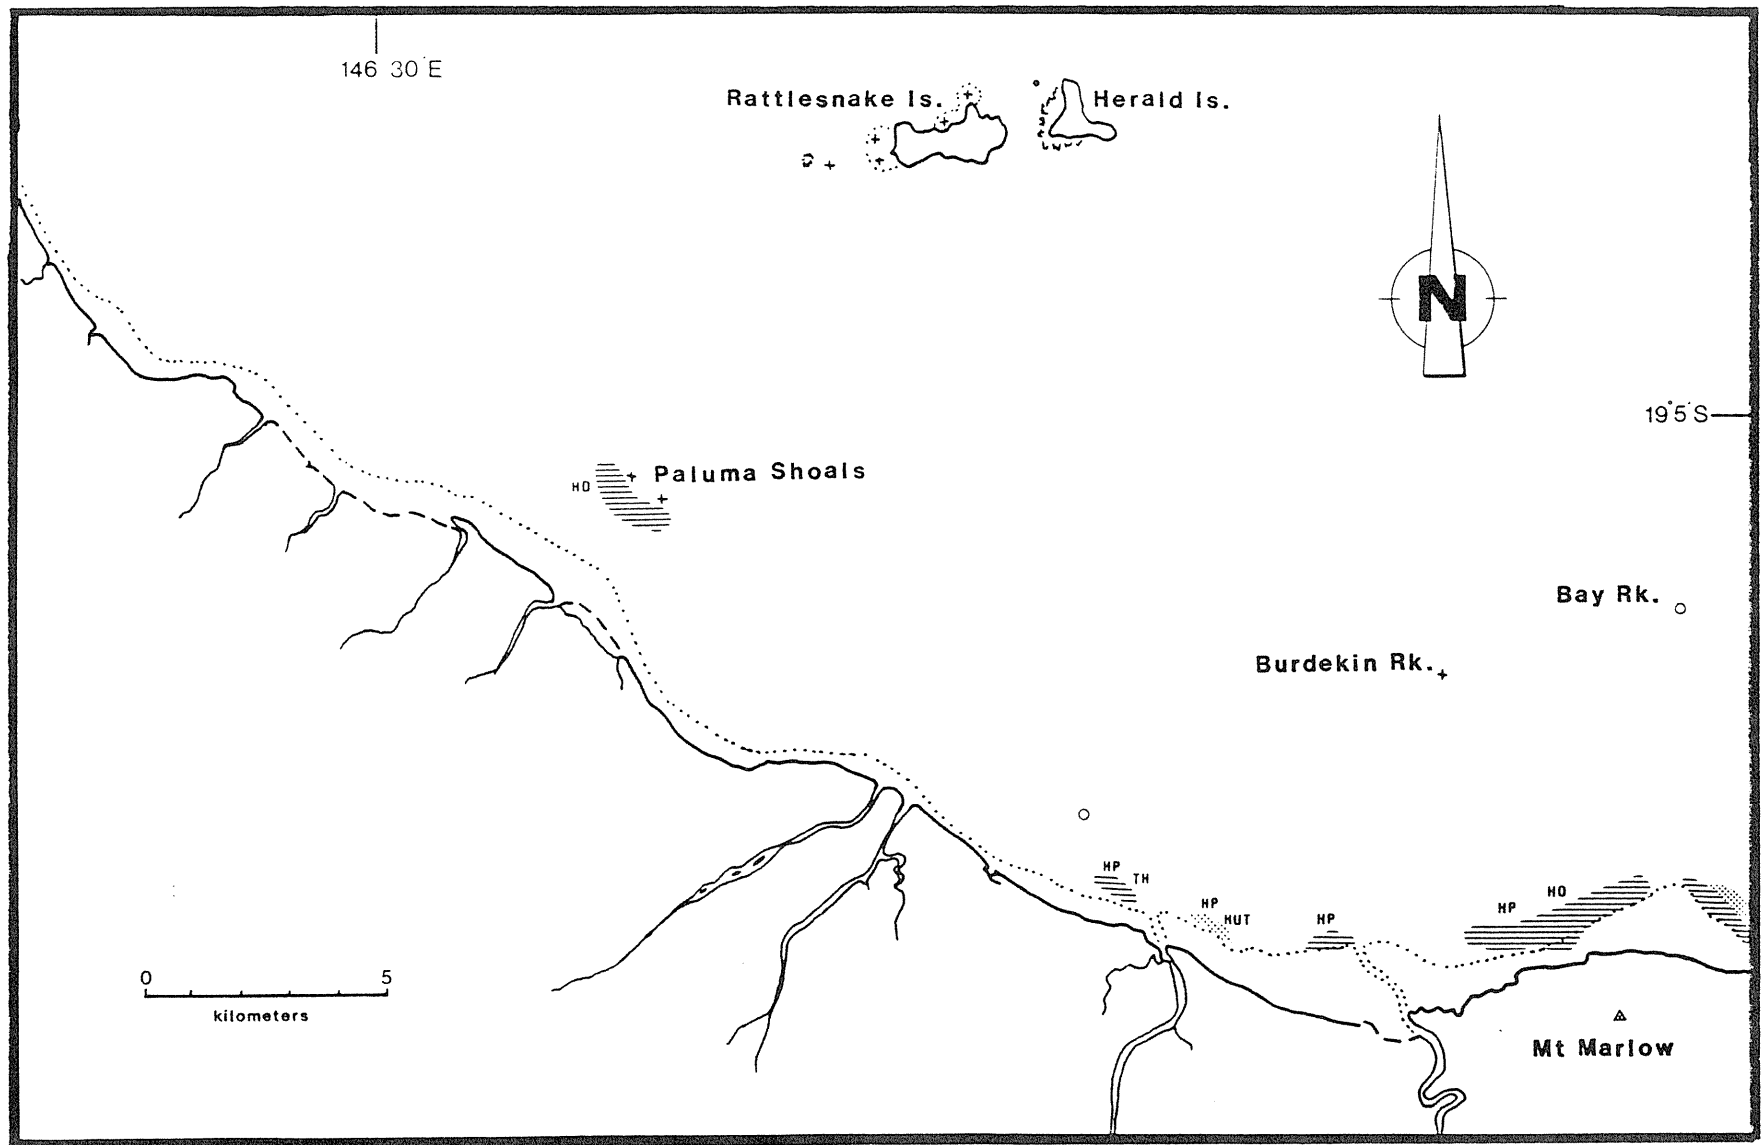 146 30 E
Rattlesnake Is.
Herald Is.
N
19°5'S
Paluma Shoals
HO
Bay Rk.
Burdekin Rk.
HP
TH
HP
HUT
HP
HP
HO
0 5
kilometers
Mt Marlow